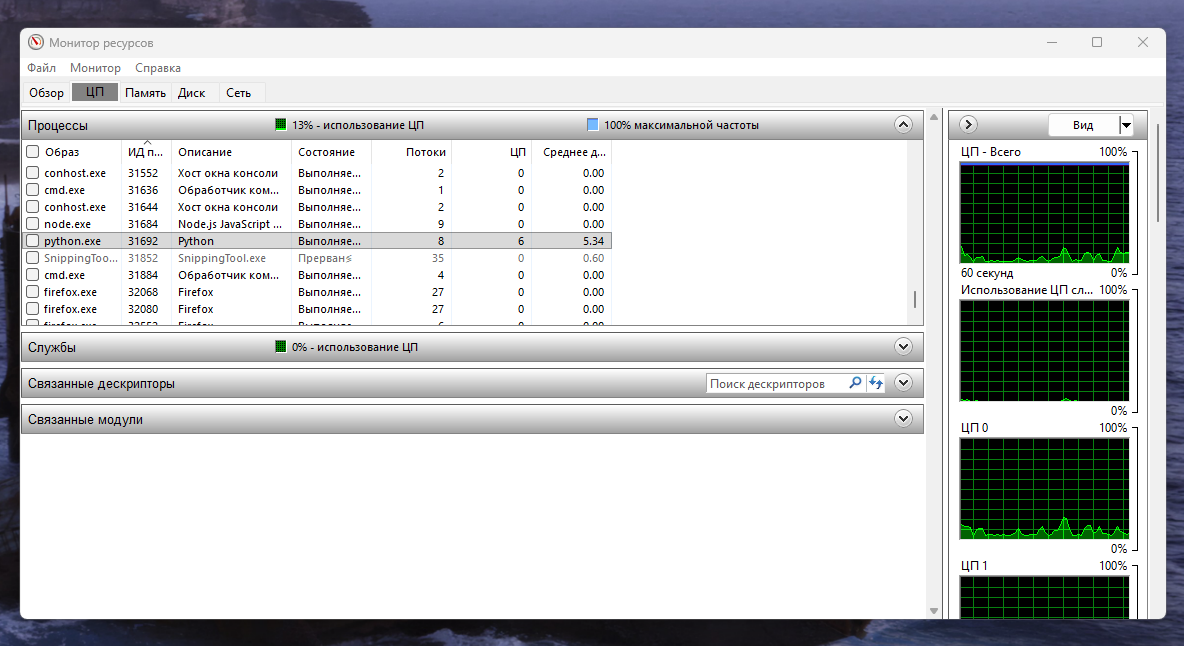 Монитор ресурсов
Файл Монитор Справка
Обзор ЦП Память Диск Сеть
Процессы 13% - использование ЦП 100% максимальной частоты
Образ ИД п... Описание Состояние Потоки ЦП Среднее д...
conhost.exe 31552 Хост окна консоли Выполняе... 2 0 0.00
cmd.exe 31636 Обработчик ком... Выполняе... 1 0 0.00
conhost.exe 31644 Хост окна консоли Выполняе... 2 0 0.00
node.exe 31684 Node.js JavaScript ... Выполняе... 9 0 0.00
python.exe 31692 Python Выполняе... 8 6 5.34
SnippingToo... 31852 SnippingTool.exe Прерван 35 0 0.60
cmd.exe 31884 Обработчик ком... Выполняе... 4 0 0.00
firefox.exe 32068 Firefox Выполняе... 27 0 0.00
firefox.exe 32080 Firefox Выполняе... 27 0 0.00
Службы 0% - использование ЦП
Связанные дескрипторы Поиск дескрипторов
Связанные модули
Вид
ЦП - Всего 100%
60 секунд 0%
Использование ЦП сл... 100%
0%
ЦП 0 100%
0%
ЦП 1 100%